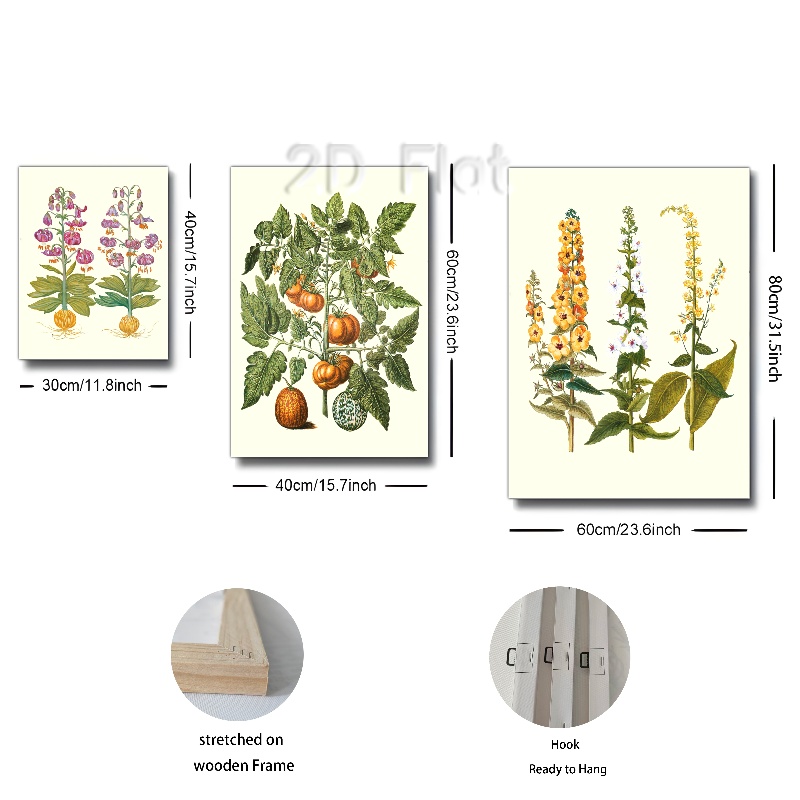 2D Flat
40cm/15.7inch
30cm/11.8inch
60cm/23.6inch
40cm/15.7inch
80cm/31.5inch
60cm/23.6inch
stretched on
wooden Frame
Hook
Ready to Hang